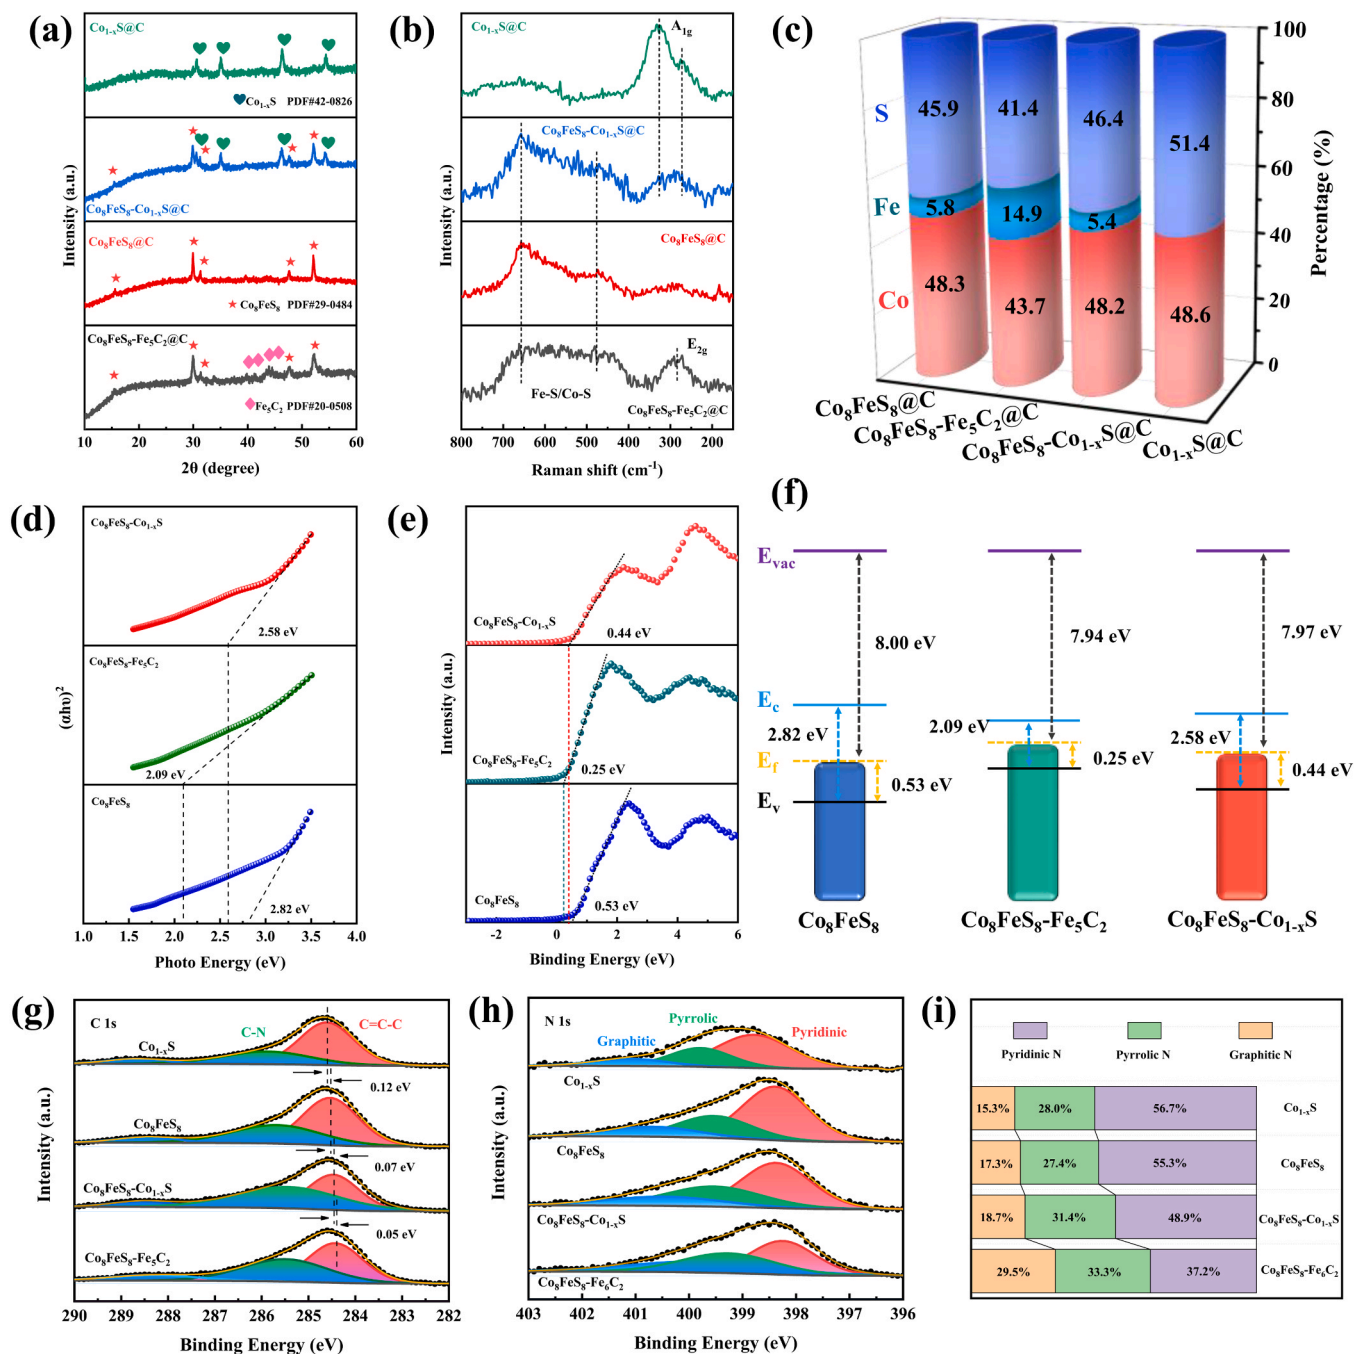 (a)
Co1-xS@C
Co1-xS PDF#42-0826
Co8FeS8-Co1-xS@C
Co8FeS8@C
Co8FeS8 PDF#29-0484
Co8FeS8-Fe5C2@C
Fe5C2 PDF#20-0508
Intensity (a.u.)
10 20 30 40 50 60
2θ (degree)
(b)
Co1-xS@C
A1g
Co8FeS8-Co1-xS@C
Co8FeS8@C
E2g
Fe-S/Co-S
Co8FeS8-Fe5C2@C
Intensity (a.u.)
800 700 600 500 400 300 200
Raman shift (cm-1)
(c)
S
Fe
Co
45.9 41.4 46.4 51.4
5.8 14.9 5.4
48.3 43.7 48.2 48.6
100
80
60
40
20
0
Percentage (%)
Co8FeS8@C
Co8FeS8-Fe5C2@C
Co8FeS8-Co1-xS@C
Co1-xS@C
(d)
Co8FeS8-Co1-xS
2.58 eV
Co8FeS8-Fe5C2
2.09 eV
Co8FeS8
2.82 eV
(αhυ)2
1.0 1.5 2.0 2.5 3.0 3.5 4.0
Photo Energy (eV)
(e)
Co8FeS8-Co1-xS
0.44 eV
Co8FeS8-Fe5C2
0.25 eV
Co8FeS8
0.53 eV
Intensity (a.u.)
-2 0 2 4 6
Binding Energy (eV)
(f)
Evac
8.00 eV 7.94 eV 7.97 eV
Ec
2.82 eV 2.09 eV 2.58 eV
Ef
0.53 eV 0.25 eV 0.44 eV
Ev
Co8FeS8 Co8FeS8-Fe5C2 Co8FeS8-Co1-xS
(g)
C 1s
C-N
C=C-C
Co1-xS
0.12 eV
Co8FeS8
0.07 eV
Co8FeS8-Co1-xS
0.05 eV
Co8FeS8-Fe5C2
Intensity (a.u.)
290 289 288 287 286 285 284 283 282
Binding Energy (eV)
(h)
N 1s
Pyrrolic
Graphitic
Pyridinic
Co1-xS
Co8FeS8
Co8FeS8-Co1-xS
Co8FeS8-Fe6C2
Intensity (a.u.)
403 402 401 400 399 398 397 396
Binding Energy (eV)
(i)
Pyridinic N Pyrrolic N Graphitic N
15.3% 28.0% 56.7% Co1-xS
17.3% 27.4% 55.3% Co8FeS8
18.7% 31.4% 48.9% Co8FeS8-Co1-xS
29.5% 33.3% 37.2% Co8FeS8-Fe6C2